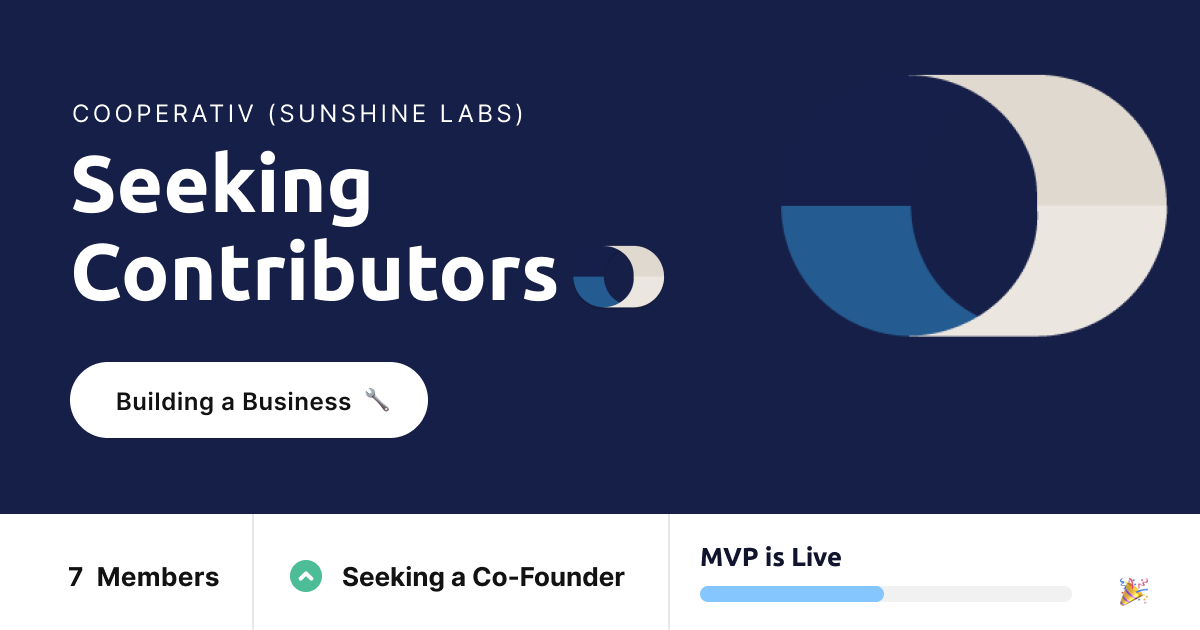 COOPERATIV (SUNSHINE LABS)
Seeking
Contributors
Building a Business
7 Members
Seeking a Co-Founder
MVP is Live